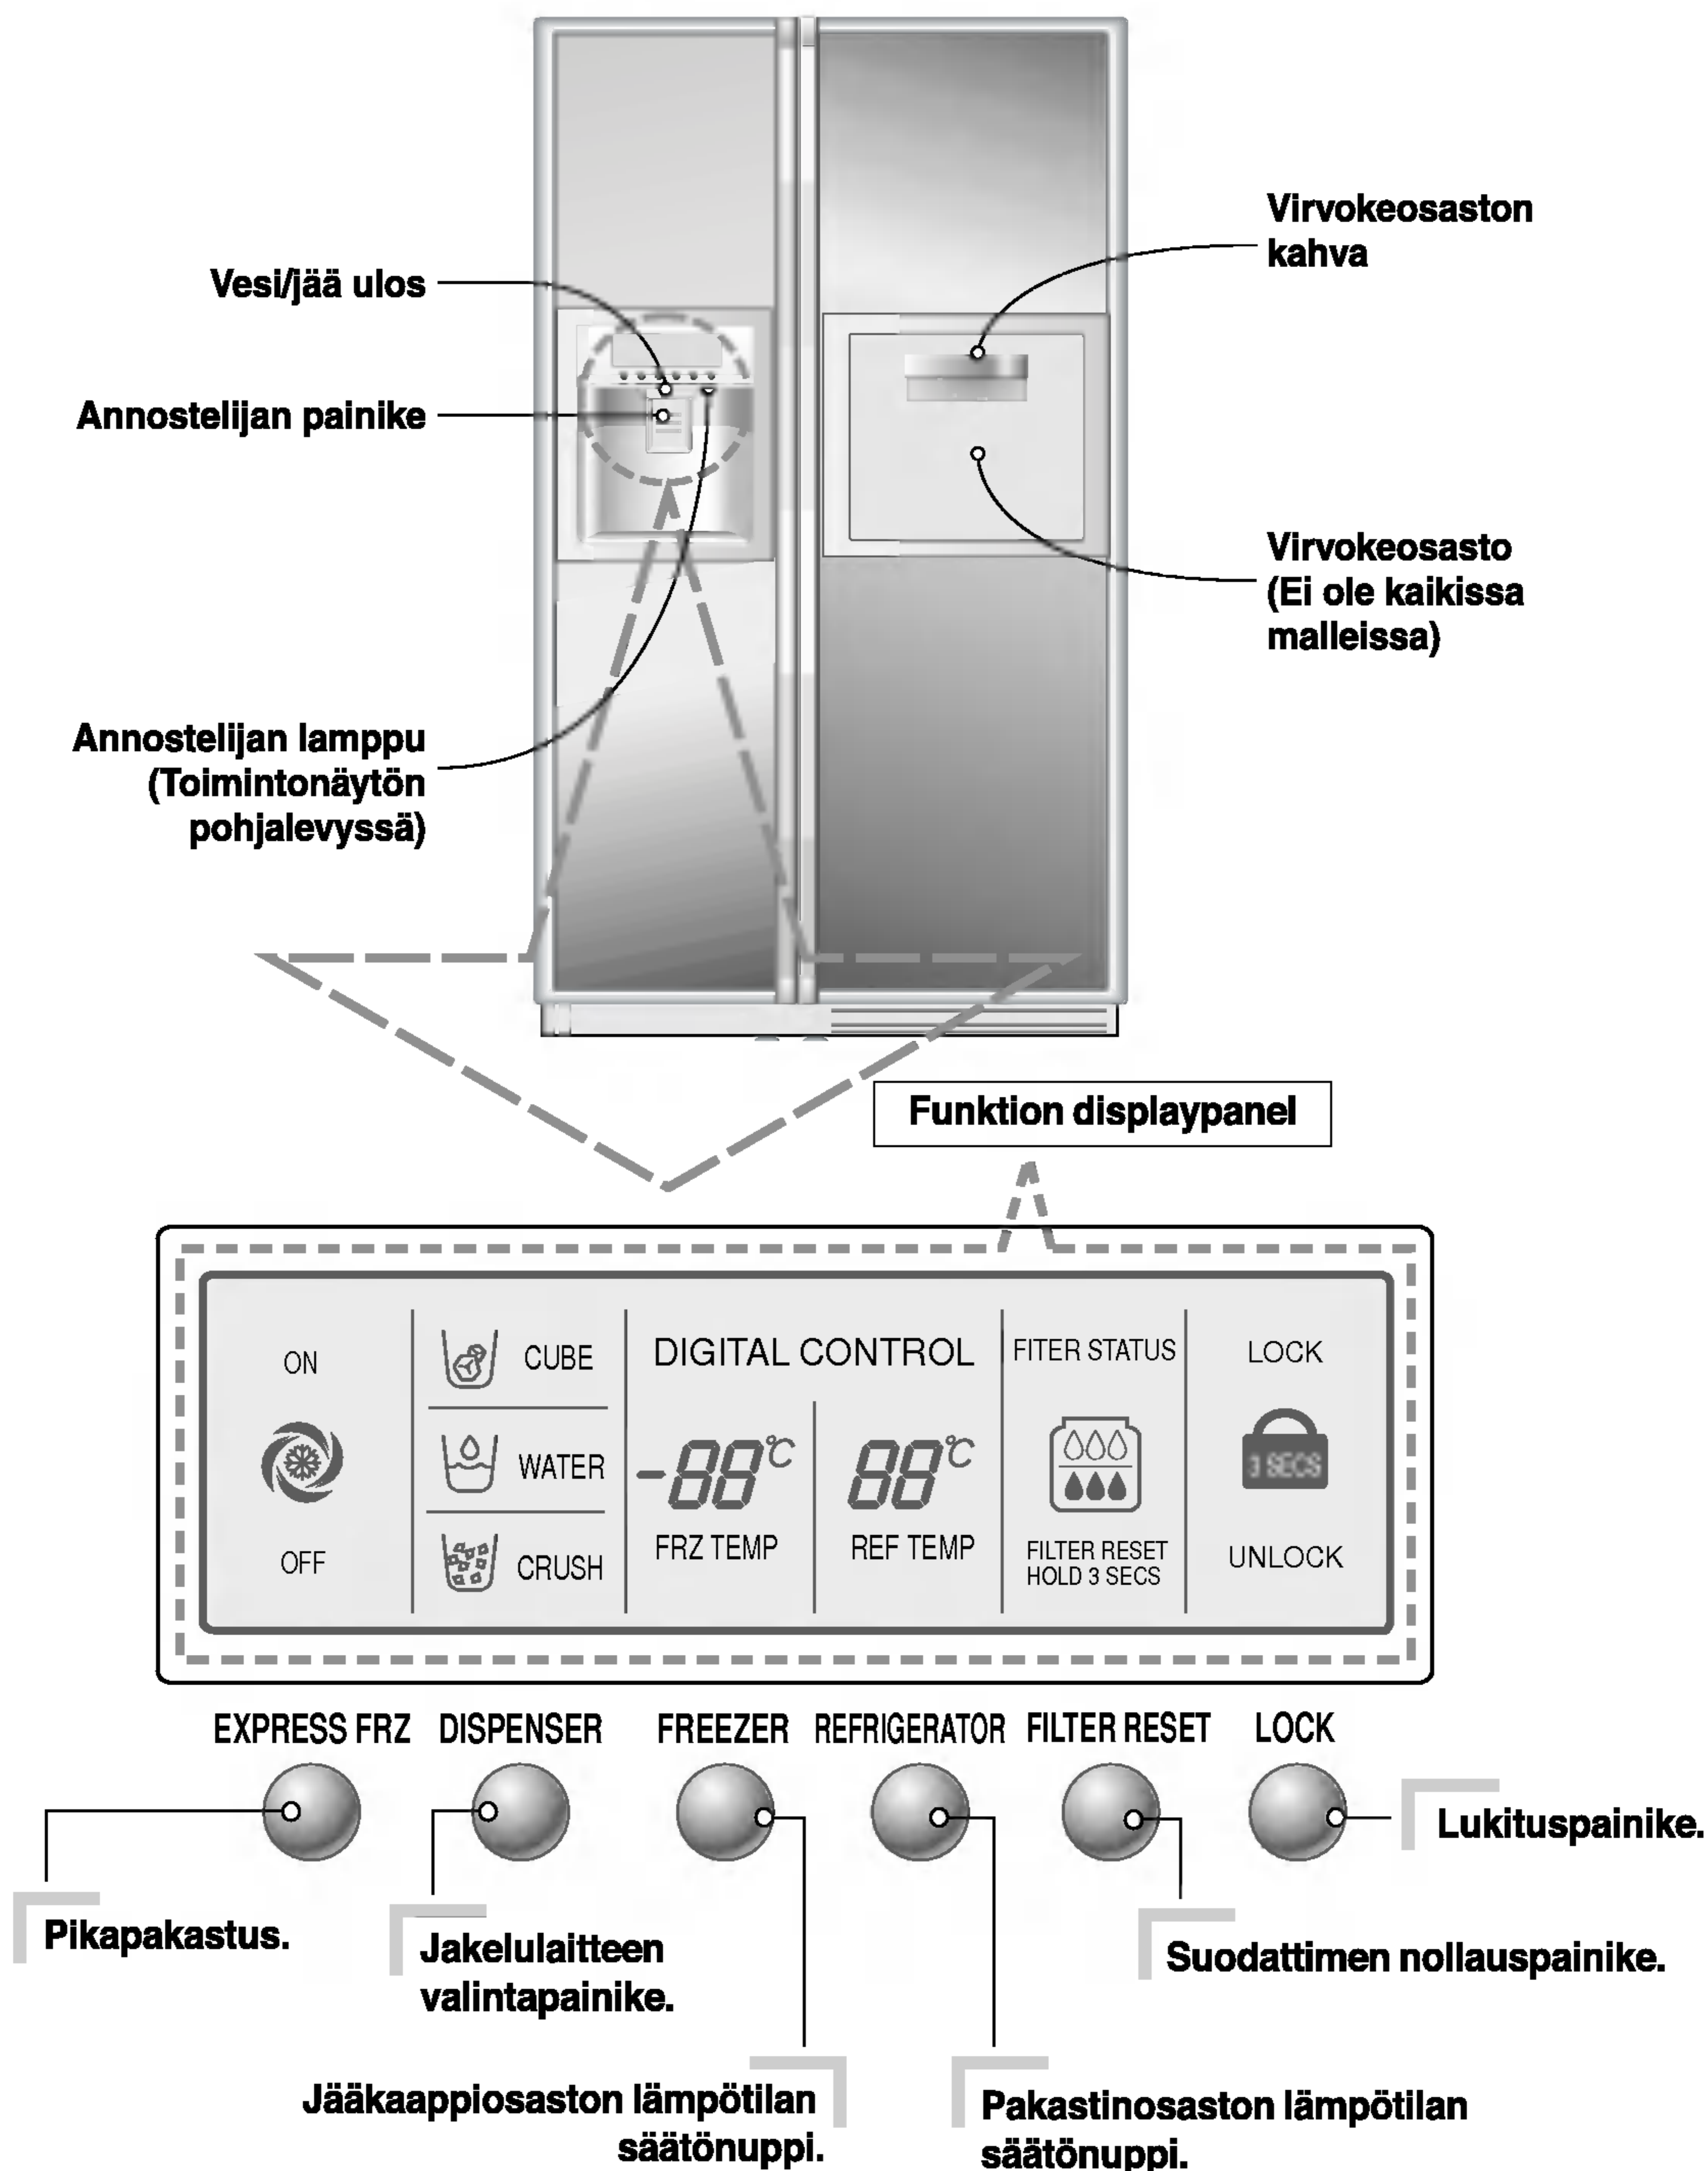 Virvokeosaston
kahva
Vesi/jää ulos
Annostelijan painike
Virvokeosasto
(Ei ole kaikissa
malleissa)
Annostelijan lamppu
(Toimintonäytön
pohjalevyssä)
Funktion displaypanel
ON
OFF
CUBE
WATER
CRUSH
DIGITAL CONTROL
-88°C
FRZ TEMP
88°C
REF TEMP
FITER STATUS
FILTER RESET
HOLD 3 SECS
LOCK
3 SECS
UNLOCK
EXPRESS FRZ
DISPENSER
FREEZER
REFRIGERATOR
FILTER RESET
LOCK
Lukituspainike.
Pikapakastus.
Jakelulaitteen
valintapainike.
Suodattimen nollauspainike.
Jääkaappiosaston lämpötilan
säätönuppi.
Pakastinosaston lämpötilan
säätönuppi.